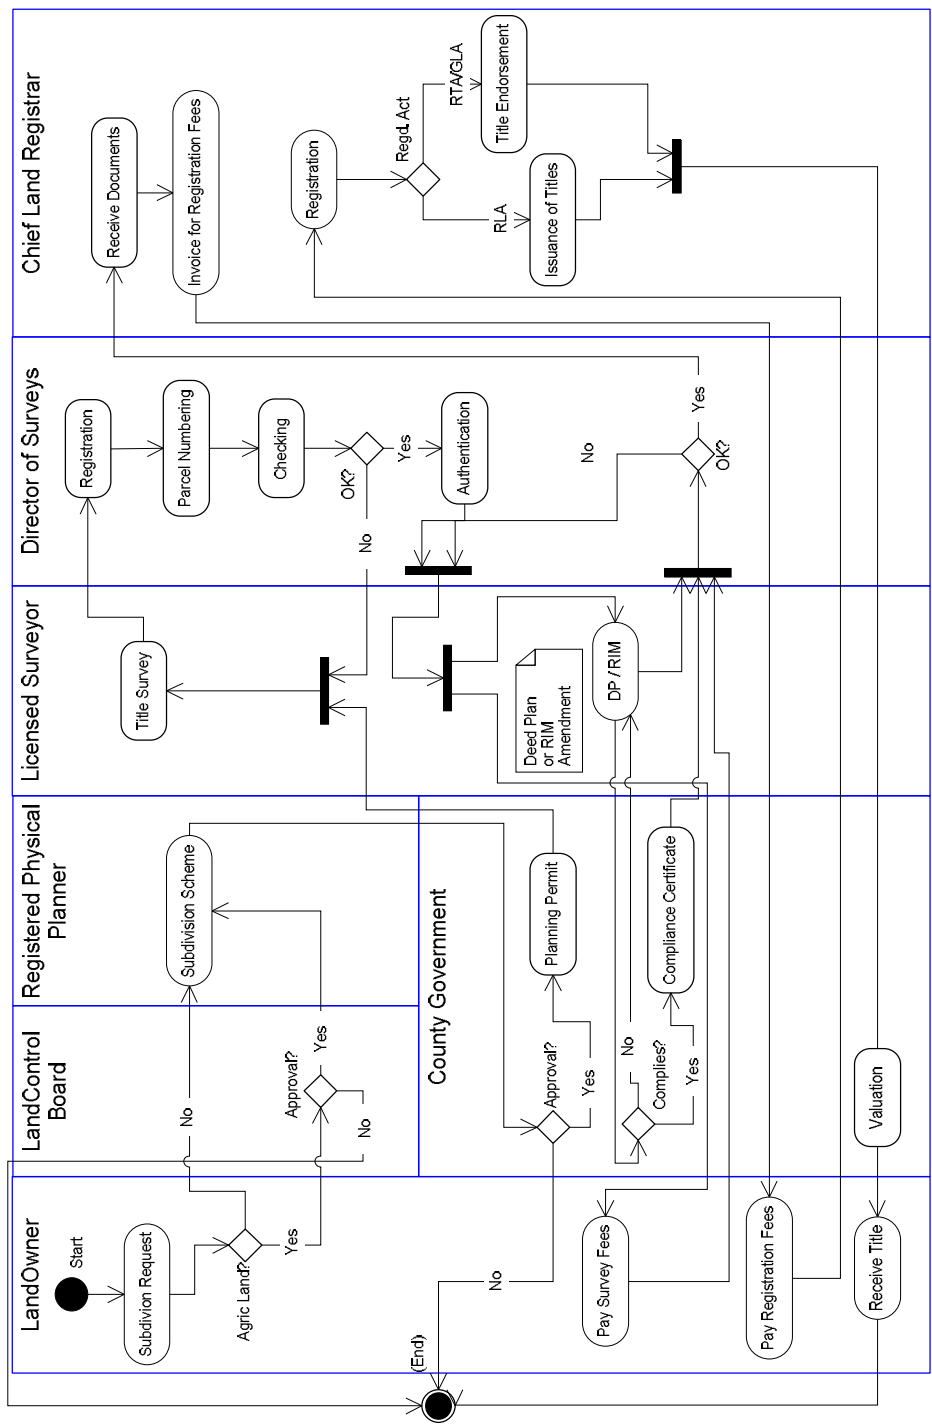 Chief Land Registrar
Receive Documents
Invoice for Registration Fees
Registration
Regd. Act
RTA/GLA
Title Endorsement
RLA
Issuance of Titles
Director of Surveys
Registration
Parcel Numbering
Checking
OK?
Yes
No
Authentication
No
Yes
OK?
Licensed Surveyor
Title Survey
Deed Plan
or RIM
Amendment
DP / RIM
Registered Physical
Planner
Subdivision Scheme
County Government
Planning Permit
Approval?
Yes
Compliance Certificate
No
Complies?
Yes
LandControl
Board
No
Approval?
Yes
No
Valuation
LandOwner
Start
Subdivion Request
Agric Land?
Yes
No
Pay Survey Fees
Pay Registration Fees
Receive Title
(End)